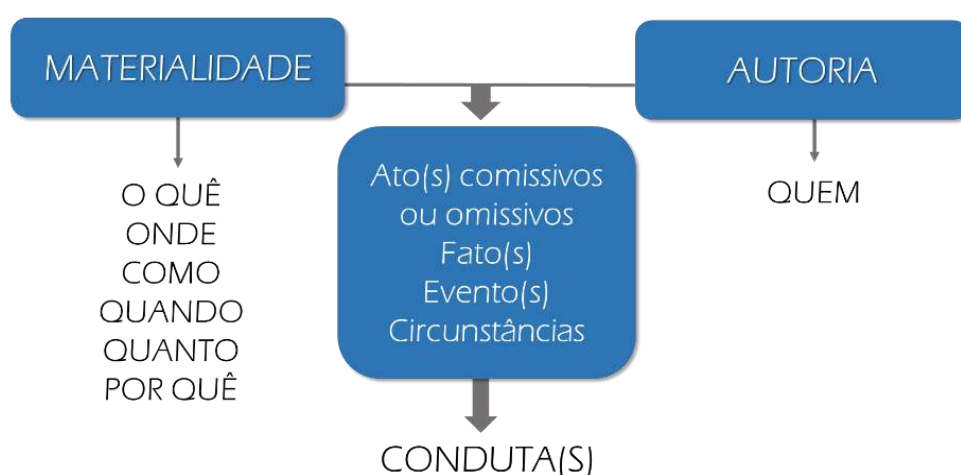 MATERIALIDADE
AUTORIA
O QUÊ
ONDE
COMO
QUANDO
QUANTO
POR QUÊ
Ato(s) comissivos
ou omissivos
Fato(s)
Evento(s)
Circunstâncias
QUEM
CONDUTA(S)